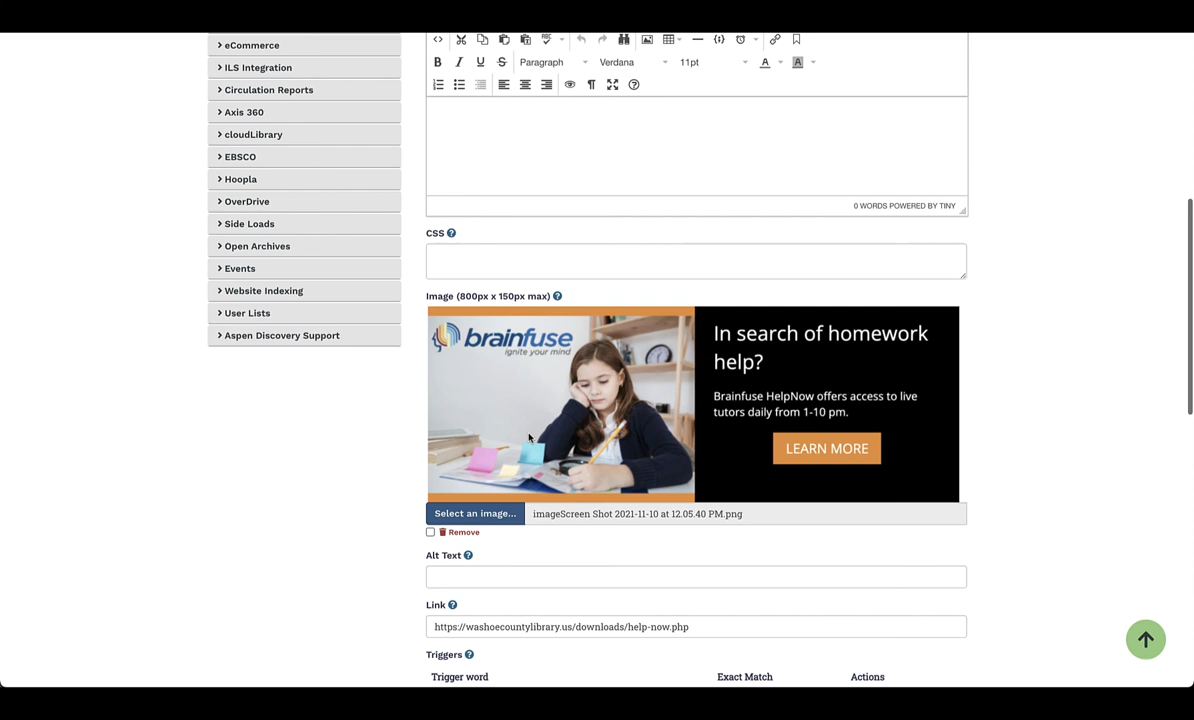 eCommerce
ILS Integration
Circulation Reports
Axis 360
cloudLibrary
EBSCO
Hoopla
OverDrive
Side Loads
Open Archives
Events
Website Indexing
User Lists
Aspen Discovery Support
ABC
B I U S Paragraph Verdana 11pt A A
0 WORDS POWERED BY TINY
CSS
Image (800px x 150px max)
brainfuse
ignite your mind
In search of homework
help?
Brainfuse HelpNow offers access to live
tutors daily from 1-10 pm.
LEARN MORE
Select an image... imageScreen Shot 2021-11-10 at 12.05.40 PM.png
Remove
Alt Text
Link
https://washoecountylibrary.us/downloads/help-now.php
Triggers
Trigger word Exact Match Actions